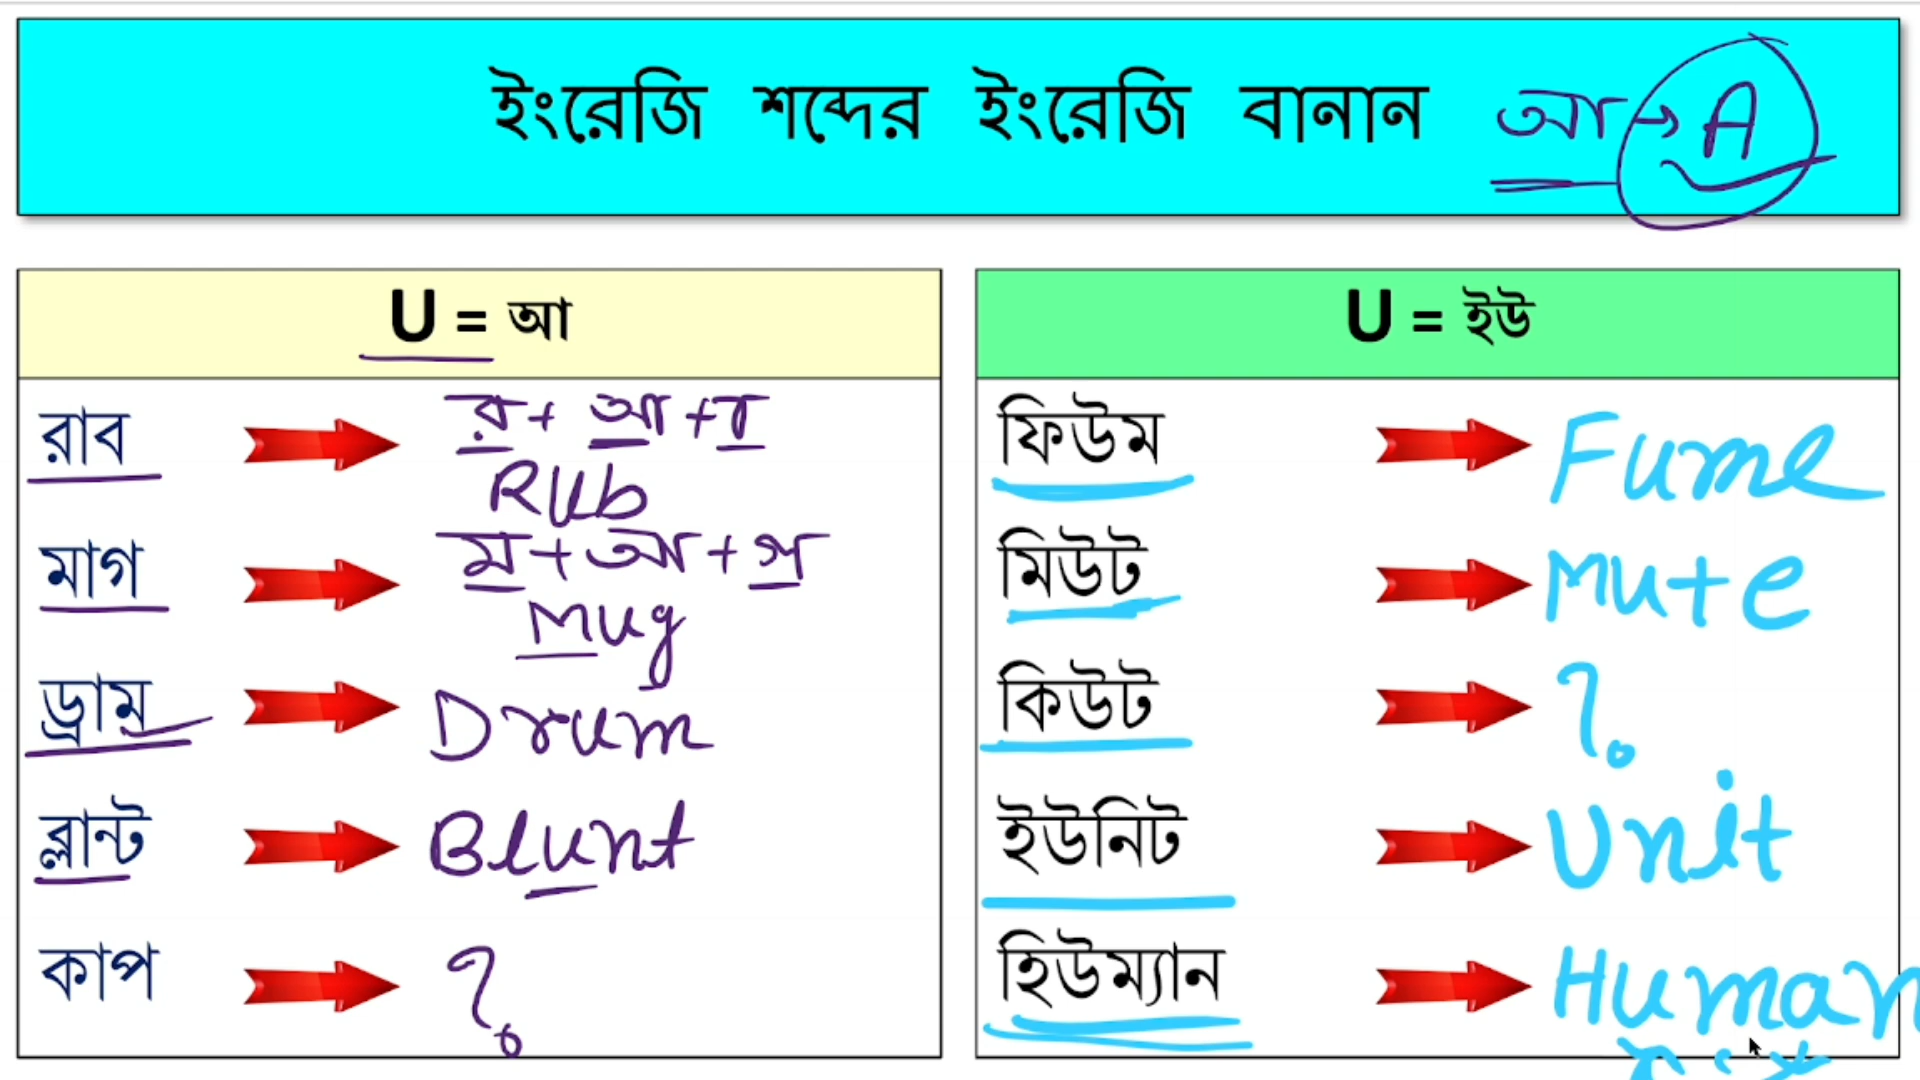 ইংরেজি শব্দের ইংরেজি বানান আ→A
U = আ
রাব র + আ + ব
Rub
মাগ ম + আ + গ
Mug
ড্রাম Drum
ব্লান্ট Blunt
কাপ ?
U = ইউ
ফিউম Fume
মিউট Mute
কিউট ?
ইউনিট Unit
হিউম্যান Human